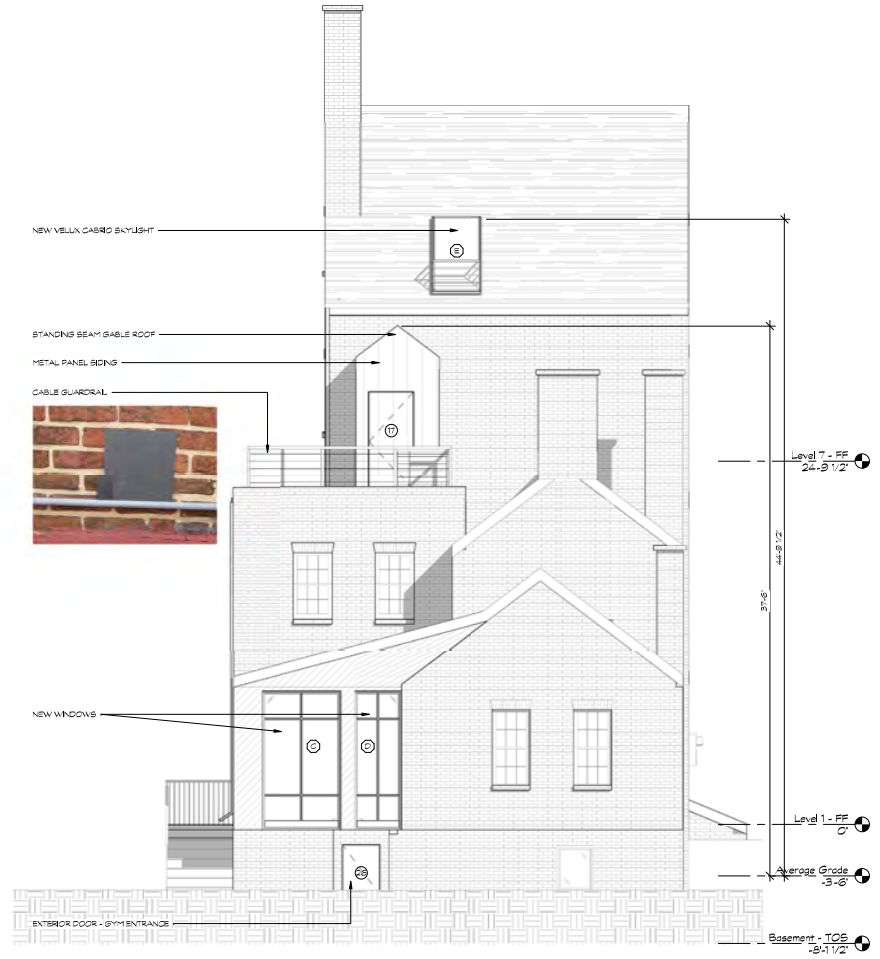 NEW VELUX CABRIO SKYLIGHT
E
STANDING SEAM GABLE ROOF
METAL PANEL SIDING
CABLE GUARDRAIL
17
Level 7 - FF
24'-9 1/2"
44'-9 1/2"
37'-6"
NEW WINDOWS
C
D
Level 1 - FF
0"
26
Average Grade
-3'-6"
EXTERIOR DOOR - GYM ENTRANCE
Basement - TOS
-8'-1 1/2"